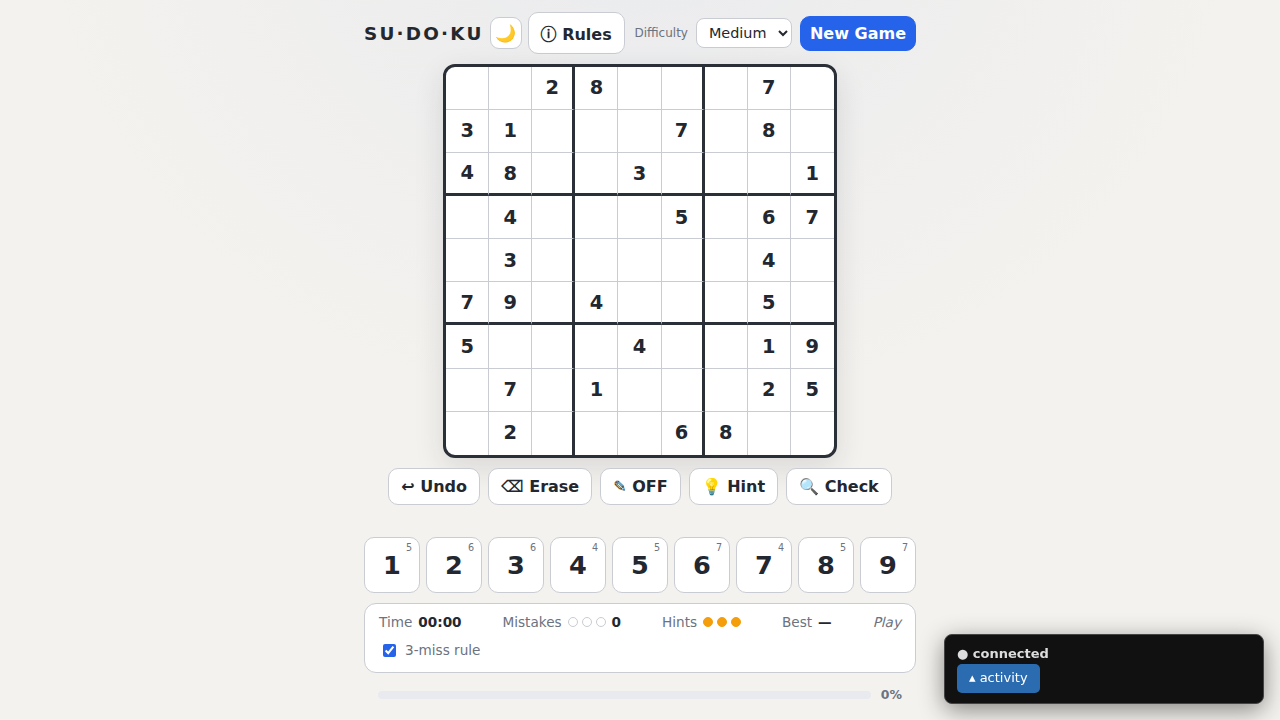 SU·DO·KU 🌙 ⓘ Rules Difficulty Medium New Game
2 8 7
3 1 7 8
4 8 3 1
4 5 6 7
3 4
7 9 4 5
5 4 1 9
7 1 2 5
2 6 8
↩ Undo ⌫ Erase ✎ OFF 💡 Hint 🔍 Check
1 5 2 6 3 6 4 4 5 5 6 7 7 4 8 5 9 7
Time 00:00 Mistakes 0 Hints Best — Play
3-miss rule
0%
● connected
▴ activity